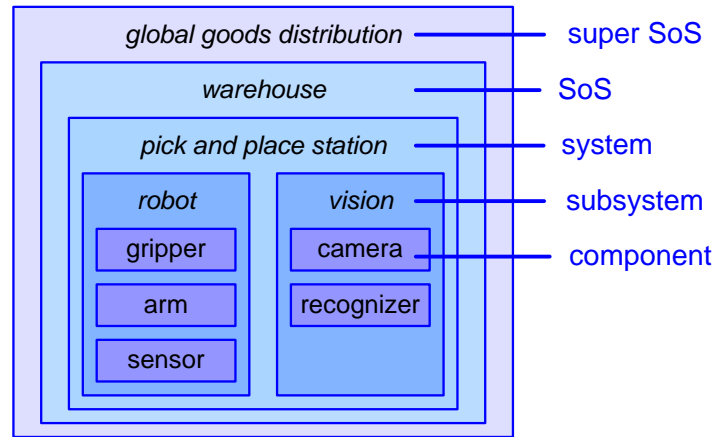 global goods distribution
super SoS
warehouse
SoS
pick and place station
system
robot
vision
subsystem
gripper
camera
component
arm
recognizer
sensor